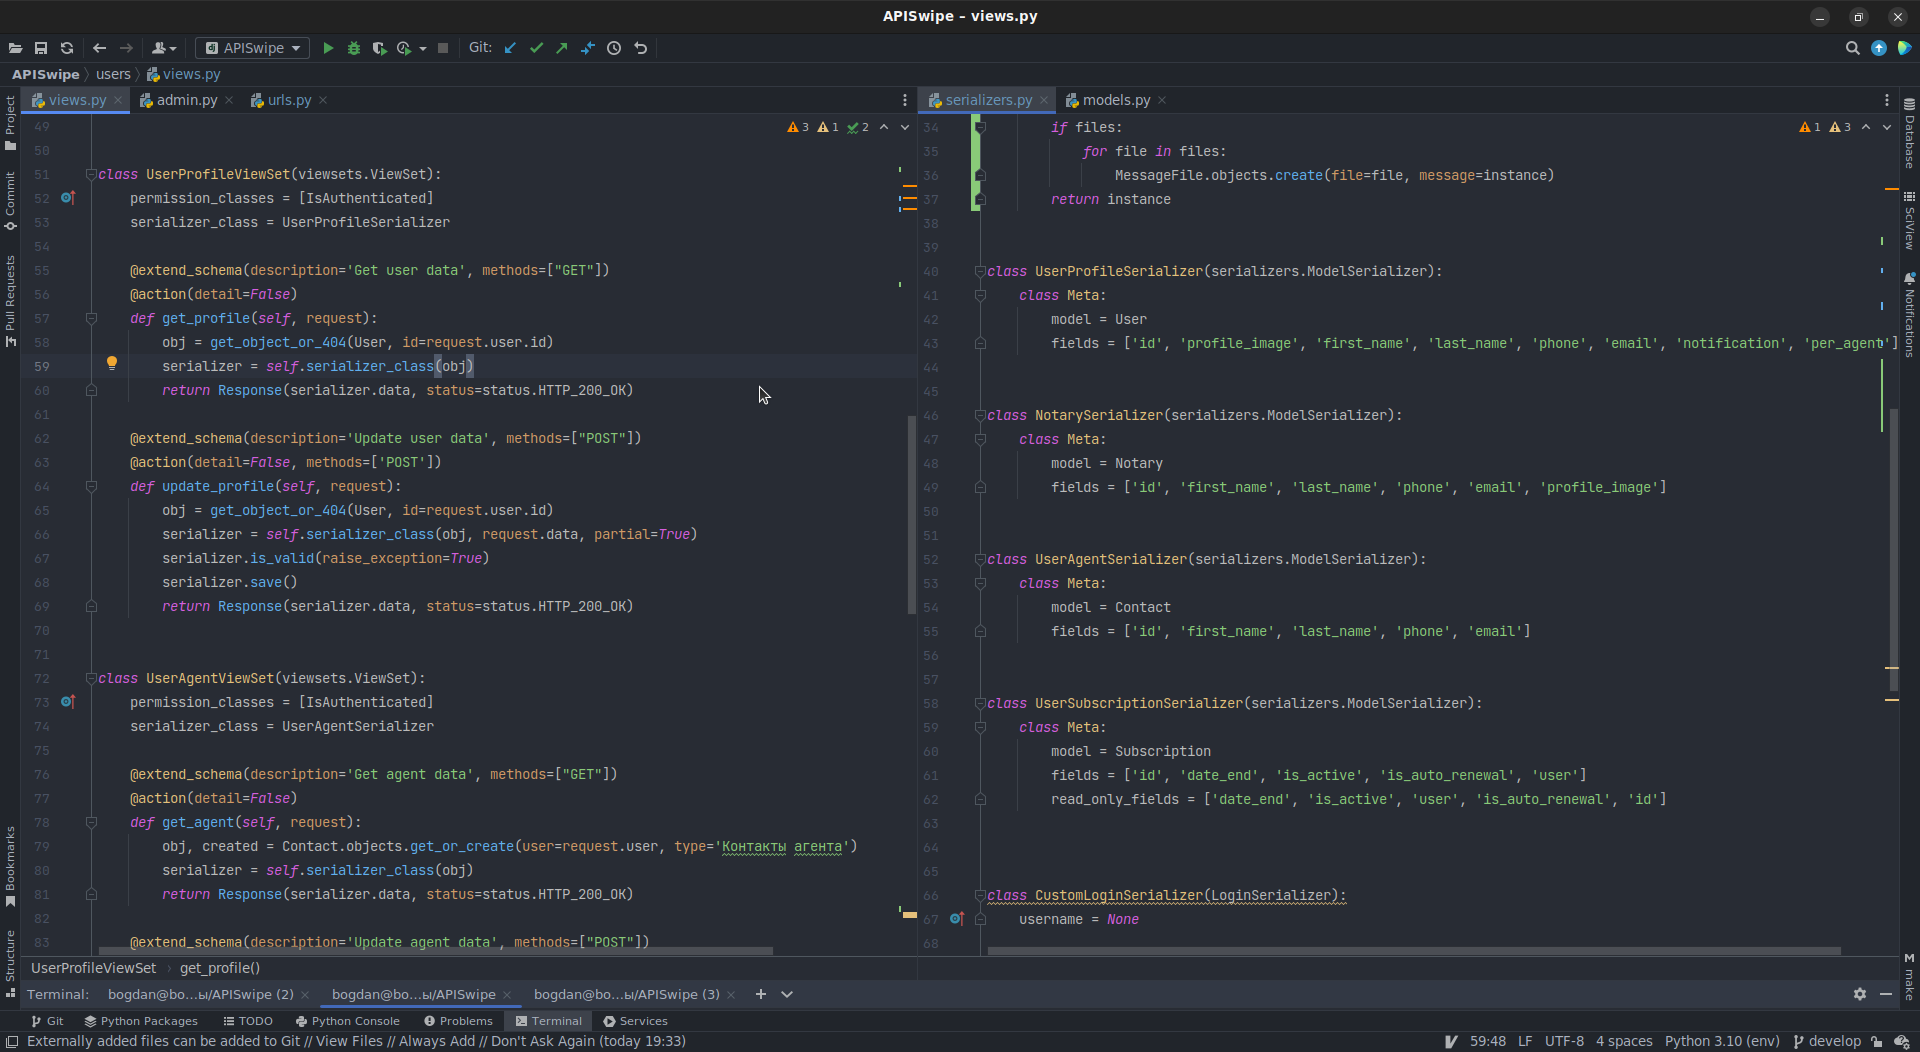 APISwipe – views.py
APISwipe
Git:
APISwipe
users
views.py
views.py
admin.py
urls.py
serializers.py
models.py
3
1
2
49
50
51 class UserProfileViewSet(viewsets.ViewSet):
52 permission_classes = [IsAuthenticated]
53 serializer_class = UserProfileSerializer
54
55 @extend_schema(description='Get user data', methods=["GET"])
56 @action(detail=False)
57 def get_profile(self, request):
58 obj = get_object_or_404(User, id=request.user.id)
59 serializer = self.serializer_class(obj)
60 return Response(serializer.data, status=status.HTTP_200_OK)
61
62 @extend_schema(description='Update user data', methods=["POST"])
63 @action(detail=False, methods=['POST'])
64 def update_profile(self, request):
65 obj = get_object_or_404(User, id=request.user.id)
66 serializer = self.serializer_class(obj, request.data, partial=True)
67 serializer.is_valid(raise_exception=True)
68 serializer.save()
69 return Response(serializer.data, status=status.HTTP_200_OK)
70
71
72 class UserAgentViewSet(viewsets.ViewSet):
73 permission_classes = [IsAuthenticated]
74 serializer_class = UserAgentSerializer
75
76 @extend_schema(description='Get agent data', methods=["GET"])
77 @action(detail=False)
78 def get_agent(self, request):
79 obj, created = Contact.objects.get_or_create(user=request.user, type='Контакты агента')
80 serializer = self.serializer_class(obj)
81 return Response(serializer.data, status=status.HTTP_200_OK)
82
83 @extend_schema(description='Update agent data', methods=["POST"])
1
3
34 if files:
35 for file in files:
36 MessageFile.objects.create(file=file, message=instance)
37 return instance
38
39
40 class UserProfileSerializer(serializers.ModelSerializer):
41 class Meta:
42 model = User
43 fields = ['id', 'profile_image', 'first_name', 'last_name', 'phone', 'email', 'notification', 'per_agent']
44
45
46 class NotarySerializer(serializers.ModelSerializer):
47 class Meta:
48 model = Notary
49 fields = ['id', 'first_name', 'last_name', 'phone', 'email', 'profile_image']
50
51
52 class UserAgentSerializer(serializers.ModelSerializer):
53 class Meta:
54 model = Contact
55 fields = ['id', 'first_name', 'last_name', 'phone', 'email']
56
57
58 class UserSubscriptionSerializer(serializers.ModelSerializer):
59 class Meta:
60 model = Subscription
61 fields = ['id', 'date_end', 'is_active', 'is_auto_renewal', 'user']
62 read_only_fields = ['date_end', 'is_active', 'user', 'is_auto_renewal', 'id']
63
64
65
66 class CustomLoginSerializer(LoginSerializer):
67 username = None
68
Project
Commit
Pull Requests
Bookmarks
Structure
Database
SciView
Notifications
make
UserProfileViewSet
get_profile()
Terminal:
bogdan@bo...ы/APISwipe (2)
bogdan@bo...ы/APISwipe
bogdan@bo...ы/APISwipe (3)
Git
Python Packages
TODO
Python Console
Problems
Terminal
Services
Externally added files can be added to Git // View Files // Always Add // Don't Ask Again (today 19:33)
59:48
LF
UTF-8
4 spaces
Python 3.10 (env)
develop